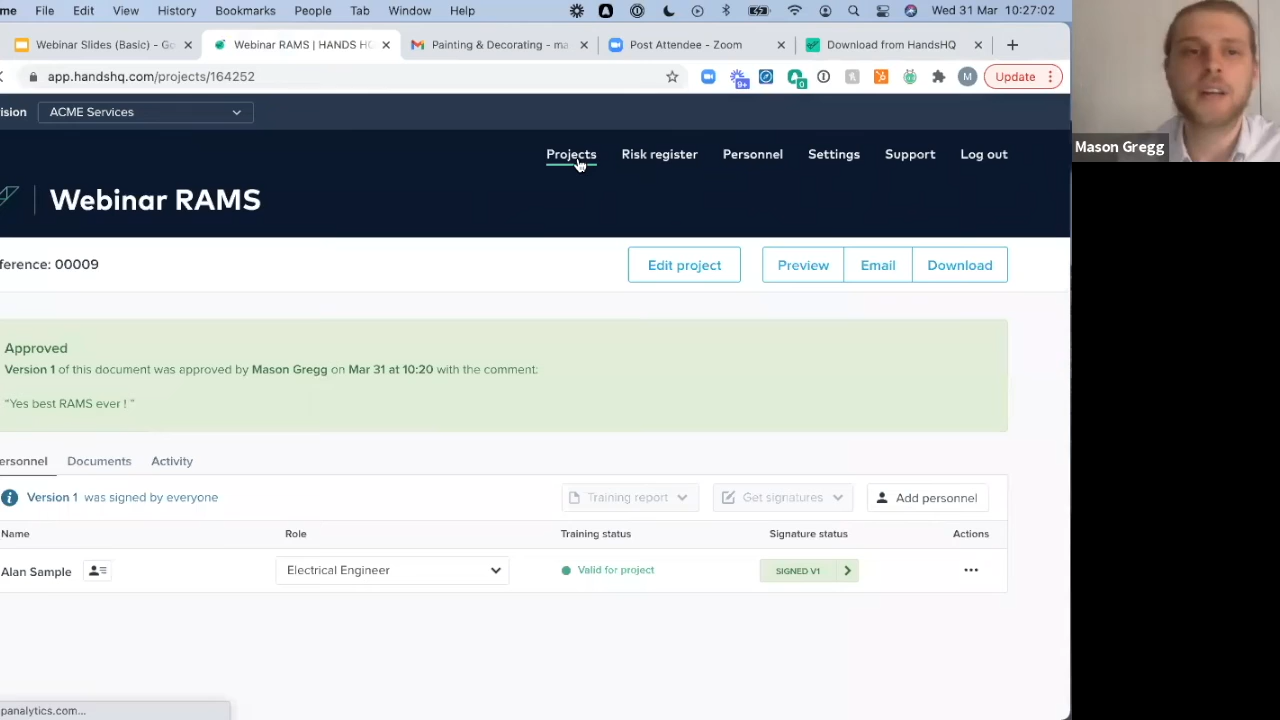 me File Edit View History Bookmarks People Tab Window Help Wed 31 Mar 10:27:02
Webinar Slides (Basic) - Go Webinar RAMS | HANDS HQ Painting & Decorating - ma Post Attendee - Zoom Download from HandsHQ
app.handshq.com/projects/164252 9+ 0 M Update
ision ACME Services
Projects Risk register Personnel Settings Support Log out
Mason Gregg
Webinar RAMS
ference: 00009 Edit project Preview Email Download
Approved
Version 1 of this document was approved by Mason Gregg on Mar 31 at 10:20 with the comment:
"Yes best RAMS ever ! "
ersonnel Documents Activity
Version 1 was signed by everyone Training report Get signatures Add personnel
Name Role Training status Signature status Actions
Alan Sample Electrical Engineer Valid for project SIGNED V1
panalytics.com...